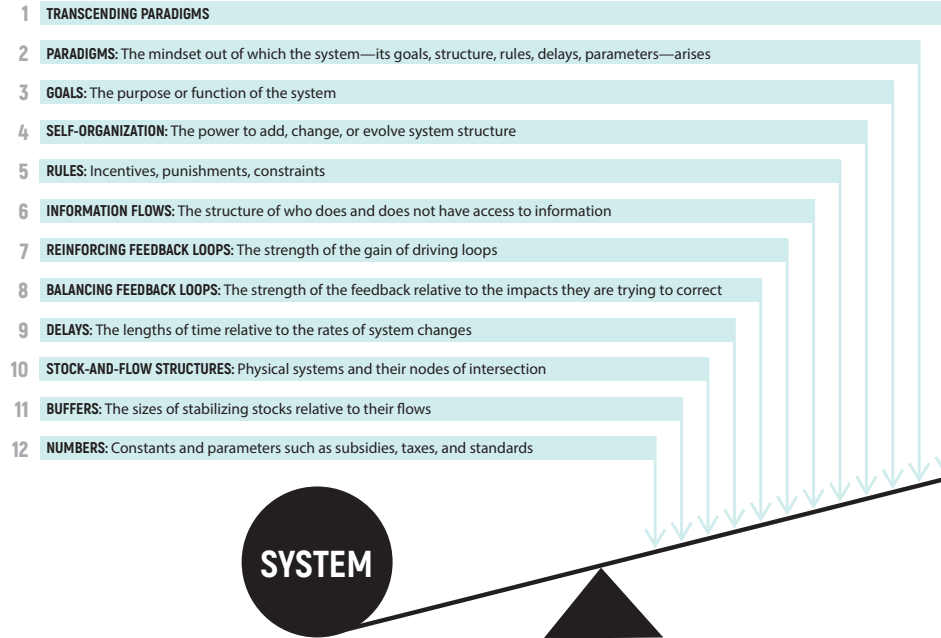 1 TRANSCENDING PARADIGMS
2 PARADIGMS: The mindset out of which the system—its goals, structure, rules, delays, parameters—arises
3 GOALS: The purpose or function of the system
4 SELF-ORGANIZATION: The power to add, change, or evolve system structure
5 RULES: Incentives, punishments, constraints
6 INFORMATION FLOWS: The structure of who does and does not have access to information
7 REINFORCING FEEDBACK LOOPS: The strength of the gain of driving loops
8 BALANCING FEEDBACK LOOPS: The strength of the feedback relative to the impacts they are trying to correct
9 DELAYS: The lengths of time relative to the rates of system changes
10 STOCK-AND-FLOW STRUCTURES: Physical systems and their nodes of intersection
11 BUFFERS: The sizes of stabilizing stocks relative to their flows
12 NUMBERS: Constants and parameters such as subsidies, taxes, and standards
SYSTEM